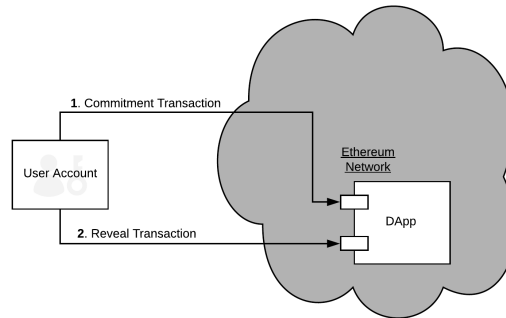 1. Commitment Transaction
Ethereum
Network
User Account
DApp
2. Reveal Transaction